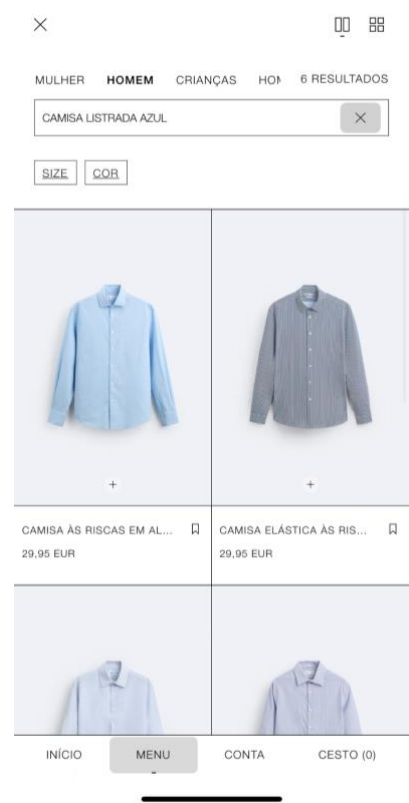 MULHER HOMEM CRIANÇAS HOM 6 RESULTADOS
CAMISA LISTRADA AZUL
SIZE COR
CAMISA ÀS RISCAS EM AL... CAMISA ELÁSTICA ÀS RIS...
29,95 EUR 29,95 EUR
INÍCIO MENU CONTA CESTO (0)